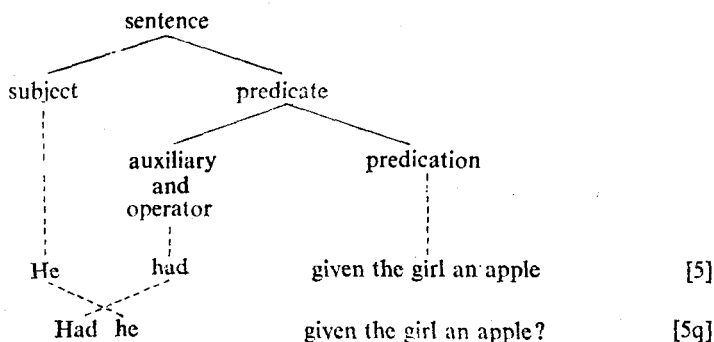 sentence
subject predicate
auxiliary predication
and
operator
He had given the girl an apple [5]
Had he given the girl an apple? [5q]